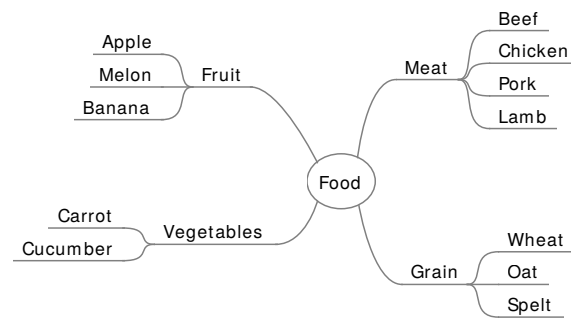 Food
Fruit
Apple
Melon
Banana
Vegetables
Carrot
Cucumber
Meat
Beef
Chicken
Pork
Lamb
Grain
Wheat
Oat
Spelt